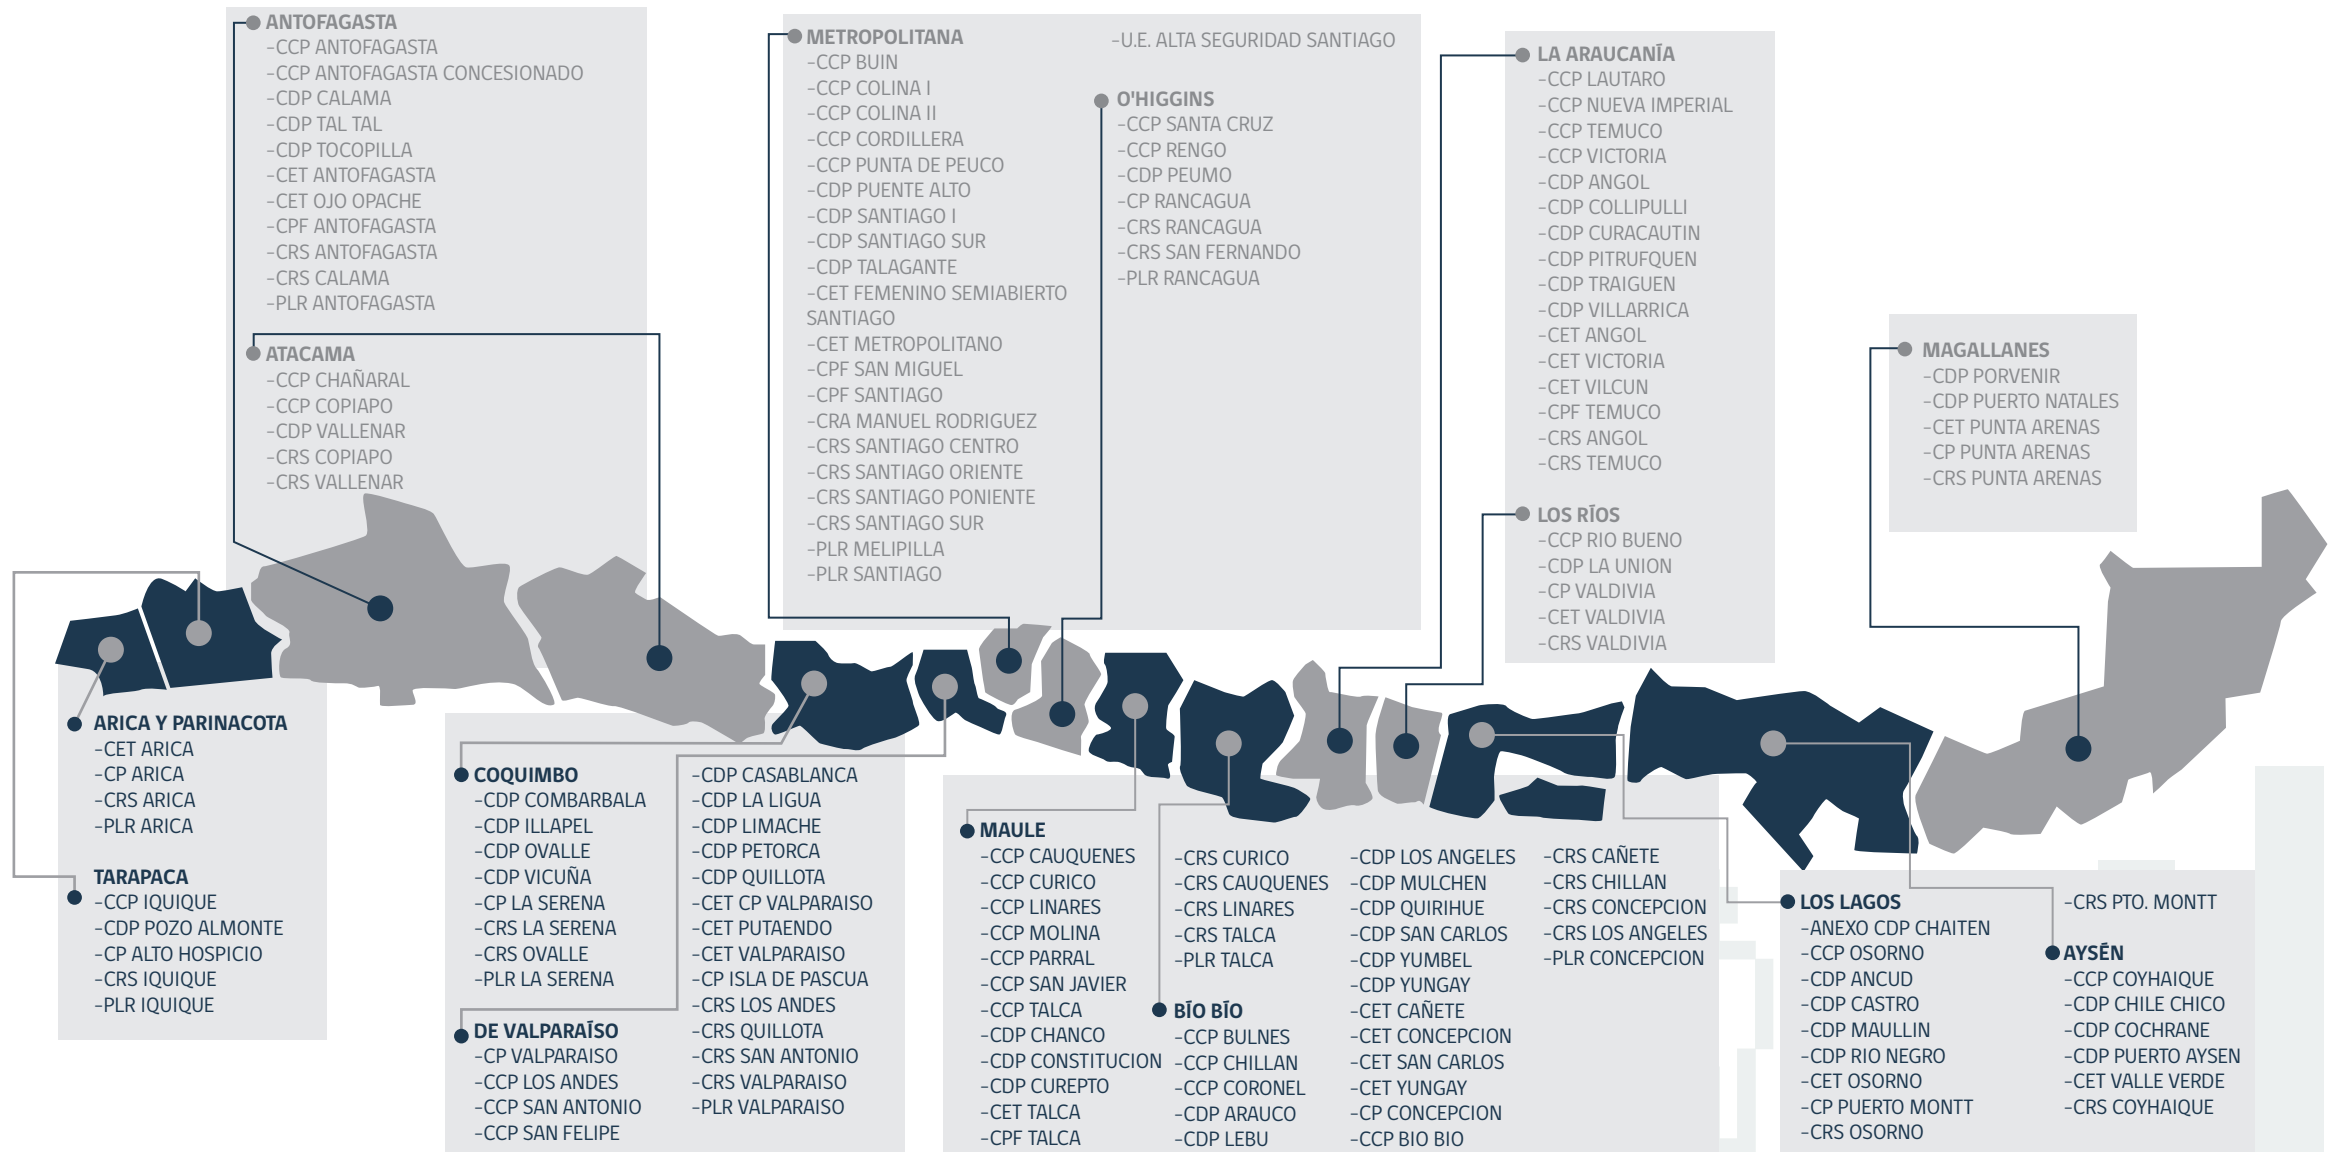 ANTOFAGASTA
-CCP ANTOFAGASTA
-CCP ANTOFAGASTA CONCESIONADO
-CDP CALAMA
-CDP TAL TAL
-CDP TOCOPILLA
-CET ANTOFAGASTA
-CET OJO OPACHE
-CPF ANTOFAGASTA
-CRS ANTOFAGASTA
-CRS CALAMA
-PLR ANTOFAGASTA
ATACAMA
-CCP CHAÑARAL
-CCP COPIAPO
-CDP VALLENAR
-CRS COPIAPO
-CRS VALLENAR
METROPOLITANA
-CCP BUIN
-CCP COLINA I
-CCP COLINA II
-CCP CORDILLERA
-CCP PUNTA DE PEUCO
-CDP PUENTE ALTO
-CDP SANTIAGO I
-CDP SANTIAGO SUR
-CDP TALAGANTE
-CET FEMENINO SEMIABIERTO
SANTIAGO
-CET METROPOLITANO
-CPF SAN MIGUEL
-CPF SANTIAGO
-CRA MANUEL RODRIGUEZ
-CRS SANTIAGO CENTRO
-CRS SANTIAGO ORIENTE
-CRS SANTIAGO PONIENTE
-CRS SANTIAGO SUR
-PLR MELIPILLA
-PLR SANTIAGO
-U.E. ALTA SEGURIDAD SANTIAGO
O'HIGGINS
-CCP SANTA CRUZ
-CCP RENGO
-CDP PEUMO
-CP RANCAGUA
-CRS RANCAGUA
-CRS SAN FERNANDO
-PLR RANCAGUA
LA ARAUCANÍA
-CCP LAUTARO
-CCP NUEVA IMPERIAL
-CCP TEMUCO
-CCP VICTORIA
-CDP ANGOL
-CDP COLLIPULLI
-CDP CURACAUTIN
-CDP PITRUFQUEN
-CDP TRAIGUEN
-CDP VILLARRICA
-CET ANGOL
-CET VICTORIA
-CET VILCUN
-CPF TEMUCO
-CRS ANGOL
-CRS TEMUCO
LOS RÍOS
-CCP RIO BUENO
-CDP LA UNION
-CP VALDIVIA
-CET VALDIVIA
-CRS VALDIVIA
MAGALLANES
-CDP PORVENIR
-CDP PUERTO NATALES
-CET PUNTA ARENAS
-CP PUNTA ARENAS
-CRS PUNTA ARENAS
ARICA Y PARINACOTA
-CET ARICA
-CP ARICA
-CRS ARICA
-PLR ARICA
TARAPACA
-CCP IQUIQUE
-CDP POZO ALMONTE
-CP ALTO HOSPICIO
-CRS IQUIQUE
-PLR IQUIQUE
COQUIMBO
-CDP COMBARBALA
-CDP ILLAPEL
-CDP OVALLE
-CDP VICUÑA
-CP LA SERENA
-CRS LA SERENA
-CRS OVALLE
-PLR LA SERENA
DE VALPARAÍSO
-CP VALPARAISO
-CCP LOS ANDES
-CCP SAN ANTONIO
-CCP SAN FELIPE
-CDP CASABLANCA
-CDP LA LIGUA
-CDP LIMACHE
-CDP PETORCA
-CDP QUILLOTA
-CET CP VALPARAISO
-CET PUTAENDO
-CET VALPARAISO
-CP ISLA DE PASCUA
-CRS LOS ANDES
-CRS QUILLOTA
-CRS SAN ANTONIO
-CRS VALPARAISO
-PLR VALPARAISO
MAULE
-CCP CAUQUENES
-CCP CURICO
-CCP LINARES
-CCP MOLINA
-CCP PARRAL
-CCP SAN JAVIER
-CCP TALCA
-CDP CHANCO
-CDP CONSTITUCION
-CDP CUREPTO
-CET TALCA
-CPF TALCA
-CRS CURICO
-CRS CAUQUENES
-CRS LINARES
-CRS TALCA
-PLR TALCA
BÍO BÍO
-CCP BULNES
-CCP CHILLAN
-CCP CORONEL
-CDP ARAUCO
-CDP LEBU
-CDP LOS ANGELES
-CDP MULCHEN
-CDP QUIRIHUE
-CDP SAN CARLOS
-CDP YUMBEL
-CDP YUNGAY
-CET CAÑETE
-CET CONCEPCION
-CET SAN CARLOS
-CET YUNGAY
-CP CONCEPCION
-CCP BIO BIO
-CRS CAÑETE
-CRS CHILLAN
-CRS CONCEPCION
-CRS LOS ANGELES
-PLR CONCEPCION
LOS LAGOS
-ANEXO CDP CHAITEN
-CCP OSORNO
-CDP ANCUD
-CDP CASTRO
-CDP MAULLIN
-CDP RIO NEGRO
-CET OSORNO
-CP PUERTO MONTT
-CRS OSORNO
-CRS PTO. MONTT
AYSÉN
-CCP COYHAIQUE
-CDP CHILE CHICO
-CDP COCHRANE
-CDP PUERTO AYSEN
-CET VALLE VERDE
-CRS COYHAIQUE